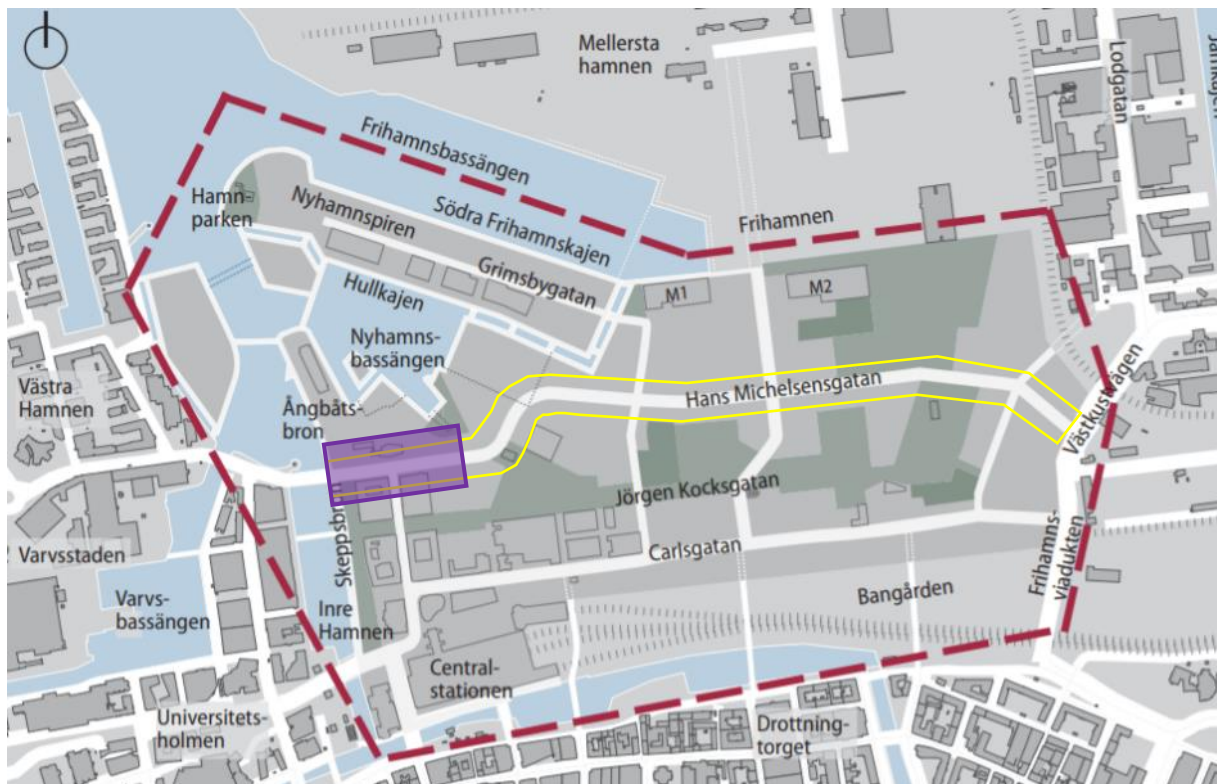 Mellersta
hamnen
Lodgatan
Frihamnsbassängen
Hamn-
parken
Nyhamnspiren
Södra Frihamnskajen
Frihamnen
Grimsbygatan
Hullkajen
M1
M2
Nyhamns-
bassängen
Västra
Hamnen
Ångbåts-
bron
Hans Michelsensgatan
Västkustvägen
Jörgen Kocksgatan
Skeppsbron
Carlsgatan
Varvsstaden
Frihamns-
viadukten
Varvs-
bassängen
Inre
Hamnen
Bangården
Central-
stationen
Universitets-
holmen
Drottning-
torget